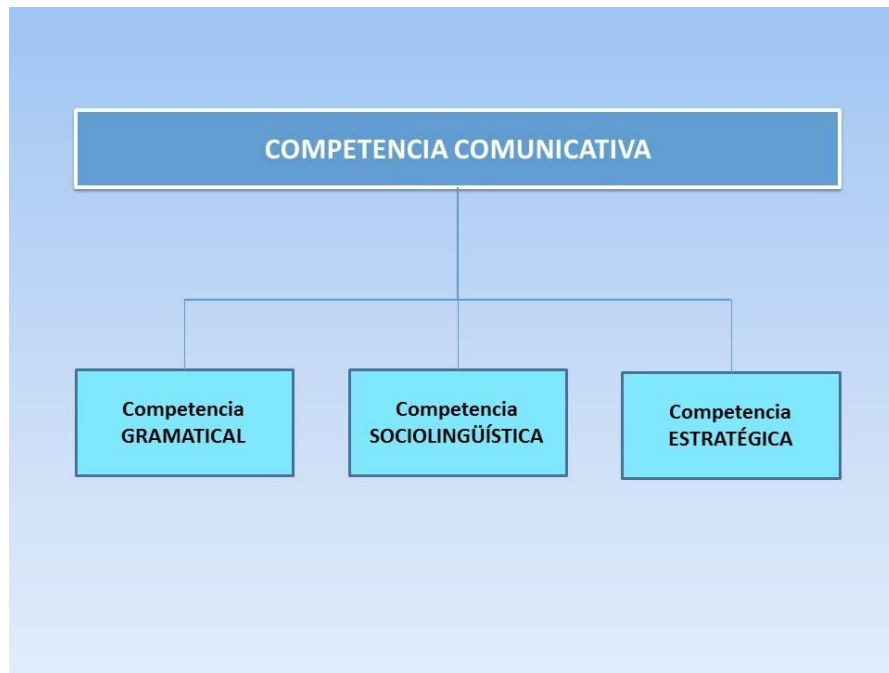 COMPETENCIA COMUNICATIVA
Competencia
GRAMATICAL
Competencia
SOCIOLINGÜÍSTICA
Competencia
ESTRATÉGICA